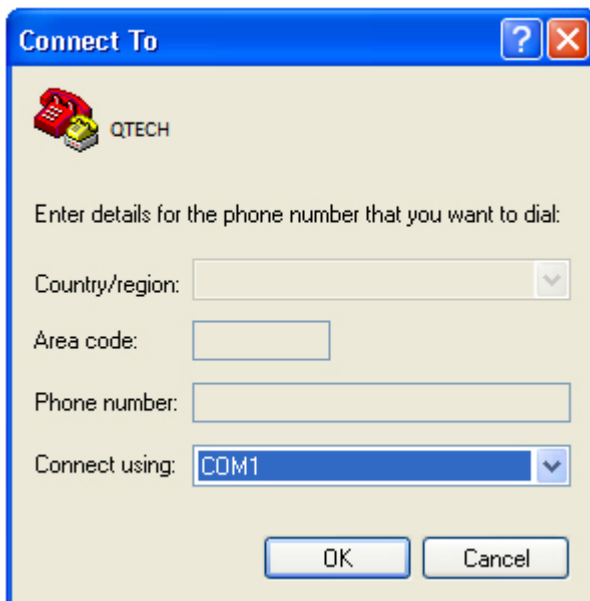 Connect To
?
QTECH
Enter details for the phone number that you want to dial:
Country/region:
Area code:
Phone number:
Connect using: COM1
OK Cancel